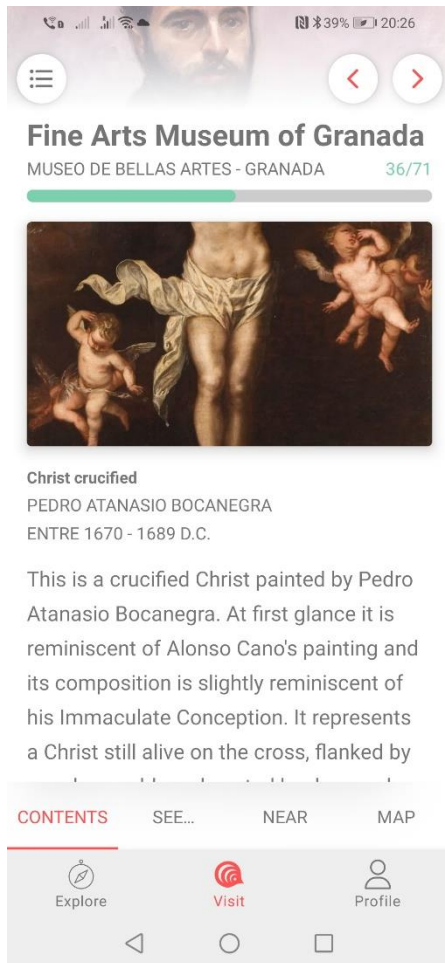 39% 20:26
Fine Arts Museum of Granada
MUSEO DE BELLAS ARTES - GRANADA 36/71
Christ crucified
PEDRO ATANASIO BOCANEGRA
ENTRE 1670 - 1689 D.C.
This is a crucified Christ painted by Pedro
Atanasio Bocanegra. At first glance it is
reminiscent of Alonso Cano's painting and
its composition is slightly reminiscent of
his Immaculate Conception. It represents
a Christ still alive on the cross, flanked by
CONTENTS SEE... NEAR MAP
Explore Visit Profile